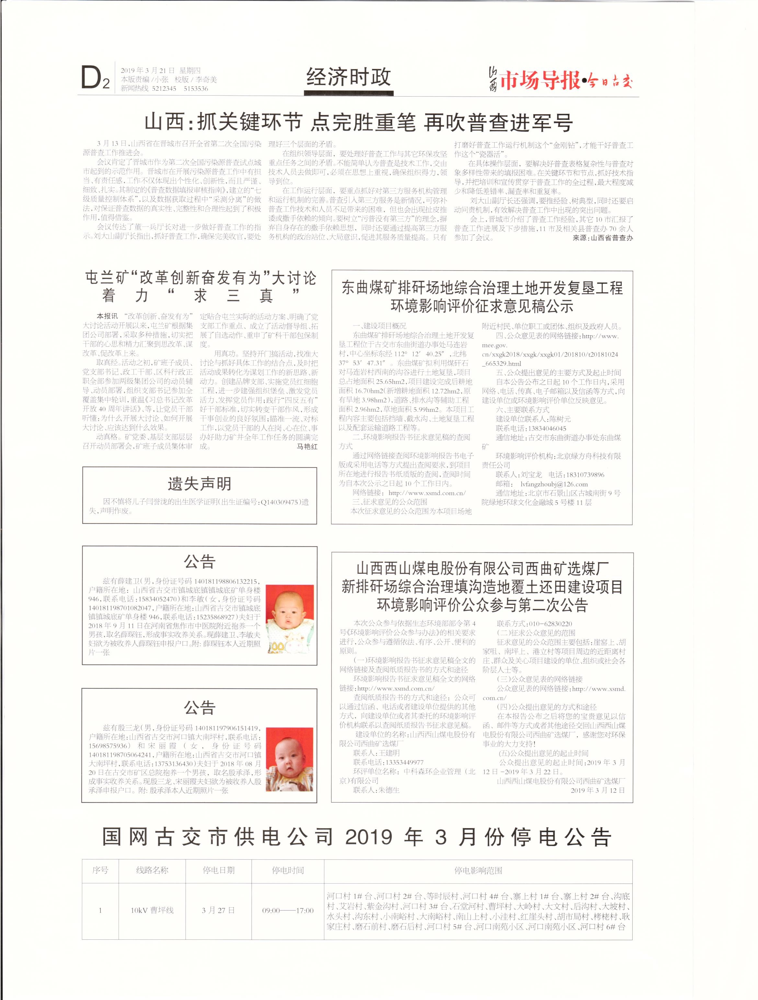 D2
2019 年 3 月 21 日 星期四
本版责编 /小张 校版 / 李奇美
新闻热线 5212345 5153536
经济时政
山西 市场导报•今日古交
山西:抓关键环节 点完胜重笔 再吹普查进军号
3 月 13 日,山西省在晋城市召开全省第二次全国污染
源普查工作推进会。
会议肯定了晋城市作为第二次全国污染源普查试点城
市起到的示范作用。晋城市在开展污染源普查工作中有担
当、有责任感,工作不仅体现出个性化、创新性,而且严谨、
细致、扎实。其制定的《普查数据填报审核指南》,建立的“七
级质量控制体系”,以及数据获取过程中“采测分离”的做
法,对保证普查数据的真实性、完整性和合理性起到了积极
作用,值得借鉴。
会议传达了董一兵厅长对进一步做好普查工作的指
示。刘大山副厅长指出,抓好普查工作,确保完美收官,要处
理好三个层面的矛盾。
在组织领导层面，要处理好普查工作与其它环保攻坚
重点任务之间的矛盾。不能简单认为普查是技术工作,交由
技术人员去做即可,必须在思想上重视,确保组织得力,领
导到位。
在工作运行层面，要重点抓好对第三方服务机构管理
和运行机制的完善。普查引入第三方服务是新情况,可弥补
普查工作技术和人员不足带来的困难，但也会出现扯皮推
诿或撒手依赖的倾向。要树立“污普没有第三方”的理念,摒
弃自身存在的撒手依赖思想，同时还要通过提高第三方服
务机构的政治站位、大局意识,促进其服务质量提高。只有
打磨好普查工作运行机制这个“金刚钻”,才能干好普查工
作这个“瓷器活”。
在具体操作层面，要解决好普查表格复杂性与普查对
象多样性带来的填报困难。在关键环节和节点,抓好技术指
导,并把培训和宣传贯穿于普查工作的全过程,最大程度减
少和降低差错率、漏查率和重复率。
刘大山副厅长还强调,要推经验、树典型,同时还要启
动问责机制,有效解决普查工作中出现的突出问题。
会上,晋城市介绍了普查工作经验,其它 10 市汇报了
普查工作进展及下步措施,11 市及相关县普查办 70 余人
参加了会议。 来源:山西省普查办
屯兰矿“改革创新奋发有为”大讨论
着 力 “ 求 三 真 ”
本报讯 “改革创新、奋发有为”
大讨论活动开展以来,屯兰矿根据集
团公司部署,采取多种措施,切实把
干部的心思和精力汇聚到思改革、谋
改革、促改革上来。
取真经。活动之初,矿班子成员、
党支部书记、政工干部、区科行政正
职全部参加两级集团公司的动员辅
导、动员部署,组织支部书记参加全
覆盖集中轮训,重温《习总书记改革
开放 40 周年讲话》、等,让党员干部
听懂:为什么开展大讨论、如何开展
大讨论、应该达到什么效果。
动真格。矿党委、基层支部层层
召开动员部署会,矿班子成员集体审
定贴合屯兰实际的活动方案、明确了党
支部工作重点、成立了活动督导组、拓
展了自选动作、重申了矿科干部包保制
度。
用真功。坚持开门搞活动,找准大
讨论与抓好具体工作的结合点,及时把
活动成果转化为谋划工作的新思路、新
动力。创建品牌支部、实施党员红细胞
工程,进一步建强组织堡垒、激发党员
活力、发挥党员作用;践行“四反五有”
好干部标准,切实转变干部作风,形成
干事创业的良好氛围;瞄准一流、对标
工作,以党员干部的人在岗、心在位、事
办好助力矿井全年工作任务的圆满完
成。 马艳红
遗失声明
因不慎将儿子闫誉泷的出生医学证明(出生证编号:Q140309475)遗
失,声明作废。
公告
兹有薛建卫(男,身份证号码 140181198806132215,
户籍所在地：山西省古交市镇城底镇镇城底矿单身楼
946,联系电话:15834052470)和李敏(女,身份证号码
140181198701082047,户籍所在地:山西省古交市镇城底
镇镇城底矿单身楼 946,联系电话:15235868927)夫妇于
2018 年 9 月 11 日在河南省焦作市中医院附近抱养一个
男孩,取名薛琛钰,形成事实收养关系。现薛建卫、李敏夫
妇欲为被收养人薛琛钰申报户口。附: 薛琛钰本人近期照
片一张
公告
兹有殷三龙(男,身份证号码 140181197906151419,
户籍所在地:山西省古交市河口镇大南坪村,联系电话:
15698575936) 和 宋 丽 霞 ( 女 ， 身 份 证 号 码
140181198705064241,户籍所在地:山西省古交市河口镇
大南坪村,联系电话:13753136430)夫妇于 2018 年 08 月
20 日在古交市矿区总院抱养一个男孩，取名殷承泽,形
成事实收养关系。现殷三龙、宋丽霞夫妇欲为被收养人殷
承泽申报户口。附: 殷承泽本人近期照片一张
东曲煤矿排矸场地综合治理土地开发复垦工程
环境影响评价征求意见稿公示
一、建设项目概况
东曲煤矿排矸场地综合治理土地开发复
垦工程位于古交市东曲街道办事处马连岩
村,中心坐标东经 112° 12′ 40.25″ ,北纬
37° 53′ 47.31″ 。东曲煤矿拟利用煤矸石
对马连岩村西南的沟谷进行土地复垦,项目
总占地面积 25.65hm2,项目建设完成后耕地
面积 16.70hm2(新增耕地面积 12.72hm2,原
有旱地 3.98hm2),道路、排水沟等辅助工程
面积 2.96hm2,草地面积 5.99hm2。本项目工
程内容主要包括挡墙、截水沟、土地复垦工程
以及配套运输道路工程等。
二、环境影响报告书征求意见稿的查阅
方式
通过网络链接查阅环境影响报告书电子
版或采用电话等方式提出查阅要求,到项目
所在地进行报告书纸质版的查阅,查阅时间
为自本次公示之日起 10 个工作日内。
网络链接：http://www.xsmd.com.cn/
三、征求意见的公众范围
本次征求意见的公众范围为本项目场地
附近村民、单位职工或团体、组织及政府人员。
四、公众意见表的网络链接:http://www.
mee.gov.
cn/xxgk2018/xxgk/xxgk01/201810/t20181024
_665329.html
五、公众提出意见的主要方式及起止时间
自本公告公布之日起 10 个工作日内,采用
网络、电话、传真、电子邮箱以及信函等方式,向
建设单位或环境影响评价单位反映意见。
六、主要联系方式
建设单位联系人:陈树元
联系电话:13834046045
通信地址:古交市东曲街道办事处东曲煤
矿
环境影响评价机构:北京绿方舟科技有限
责任公司
联系人:刘宝龙 电话:18310739896
邮箱： lvfangzhoubj@126.com
通信地址:北京市石景山区古城南街 9 号
院绿地环球文化金融城 5 号楼 11 层
山西西山煤电股份有限公司西曲矿选煤厂
新排矸场综合治理填沟造地覆土还田建设项目
环境影响评价公众参与第二次公告
本次公众参与依据生态环境部部令第 4
号《环境影响评价公众参与办法》的相关要求
进行,公众参与遵循依法、有序、公开、便利的
原则。
(一)环境影响报告书征求意见稿全文的
网络链接及查阅纸质报告书的方式和途径
环境影响报告书征求意见稿全文的网络
链接:http://www.xsmd.com.cn/
查阅纸质报告书的方式和途径：公众可
以通过信函、电话或者建设单位提供的其他
方式，向建设单位或者其委托的环境影响评
价机构联系以查阅纸质报告书征求意见稿。
建设单位的名称:山西西山煤电股份有
限公司西曲矿选煤厂
联系人:王建明
联系电话:13353449977
环评单位名称：中科森环企业管理（北
京)有限公司
联系人:朱德生
联系方式:010-62830220
(二)征求公众意见的范围
征求意见的公众范围主要包括:崖窑上、胡
家咀、南坪上、港立村等项目周边的近距离村
庄、群众及关心项目建设的单位、组织或社会各
阶层人士等。
(三)公众意见表的网络链接
公众意见表的网络链接:http://www.xsmd.
com.cn/
(四)公众提出意见的方式和途径
在本报告公布之后将您的宝贵意见以信
函、邮件等方式或者其他途径交回山西西山煤
电股份有限公司西曲矿选煤厂，感谢您对环保
事业的大力支持!
(五)公众提出意见的起止时间
公众提出意见的起止时间:2019 年 3 月
12 日 -2019 年 3 月 22 日。
山西西山煤电股份有限公司西曲矿选煤厂
2019 年 3 月 12 日
国网古交市供电公司 2019 年 3 月份停电公告
序号 线路名称 停电日期 停电时间 停电影响范围
1 10kV 曹坪线 3 月 27 日 09:00——17:00
河口村 1# 台、河口村 2# 台、等时辰村、河口村 4# 台、寨上村 1# 台、寨上村 2# 台、沟底
村、艾岩村、紫金沟村、河口村 3# 台、石堂河村、曹坪村、大岭村、大文村、后沟村、大坡村、
水头村、沟东村、小南峪村、大南峪村、南山上村、小洼村、红崖头村、胡市局村、栲栳村、耿
家庄村、磨石前村、磨石后村、河口村 5# 台、河口南苑小区、河口南苑小区、河口村 6# 台